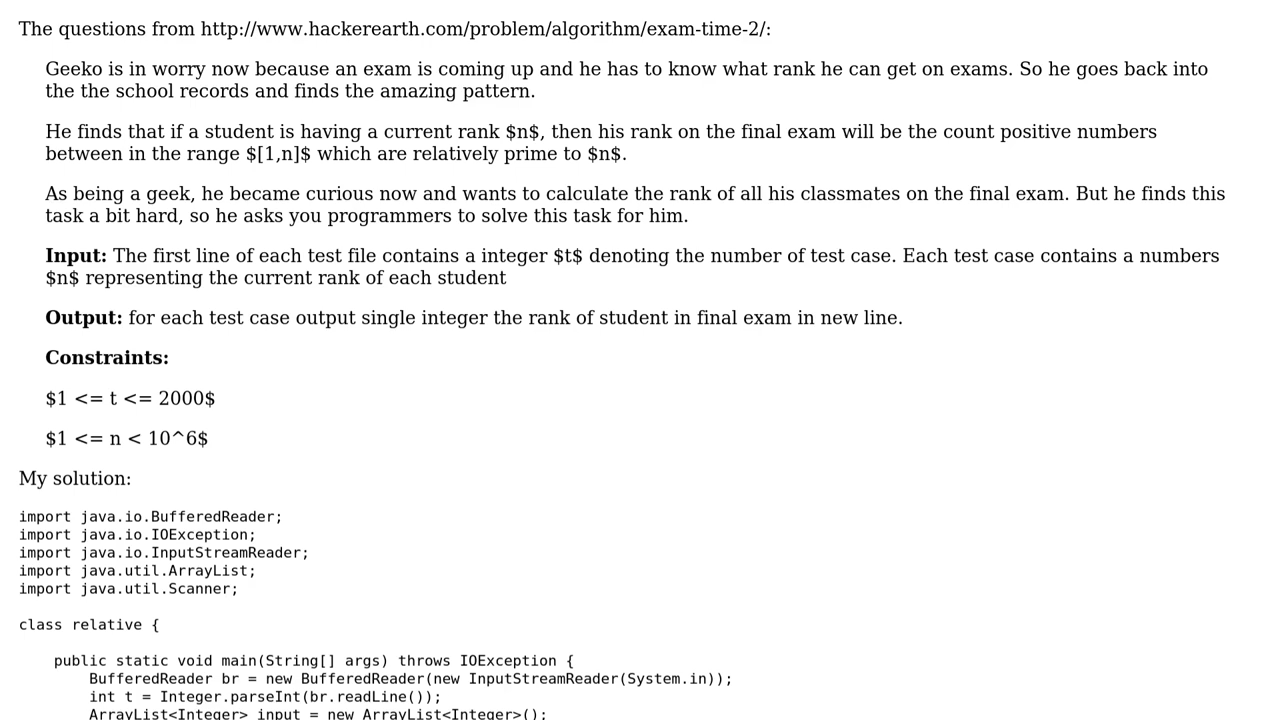 The questions from http://www.hackerearth.com/problem/algorithm/exam-time-2/:
Geeko is in worry now because an exam is coming up and he has to know what rank he can get on exams. So he goes back into
the the school records and finds the amazing pattern.
He finds that if a student is having a current rank $n$, then his rank on the final exam will be the count positive numbers
between in the range $[1,n]$ which are relatively prime to $n$.
As being a geek, he became curious now and wants to calculate the rank of all his classmates on the final exam. But he finds this
task a bit hard, so he asks you programmers to solve this task for him.
Input: The first line of each test file contains a integer $t$ denoting the number of test case. Each test case contains a numbers
$n$ representing the current rank of each student
Output: for each test case output single integer the rank of student in final exam in new line.
Constraints:
$1 <= t <= 2000$
$1 <= n < 10^6$
My solution:
import java.io.BufferedReader;
import java.io.IOException;
import java.io.InputStreamReader;
import java.util.ArrayList;
import java.util.Scanner;
class relative {
    public static void main(String[] args) throws IOException {
        BufferedReader br = new BufferedReader(new InputStreamReader(System.in));
        int t = Integer.parseInt(br.readLine());
        ArrayList<Integer> input = new ArrayList<Integer>();